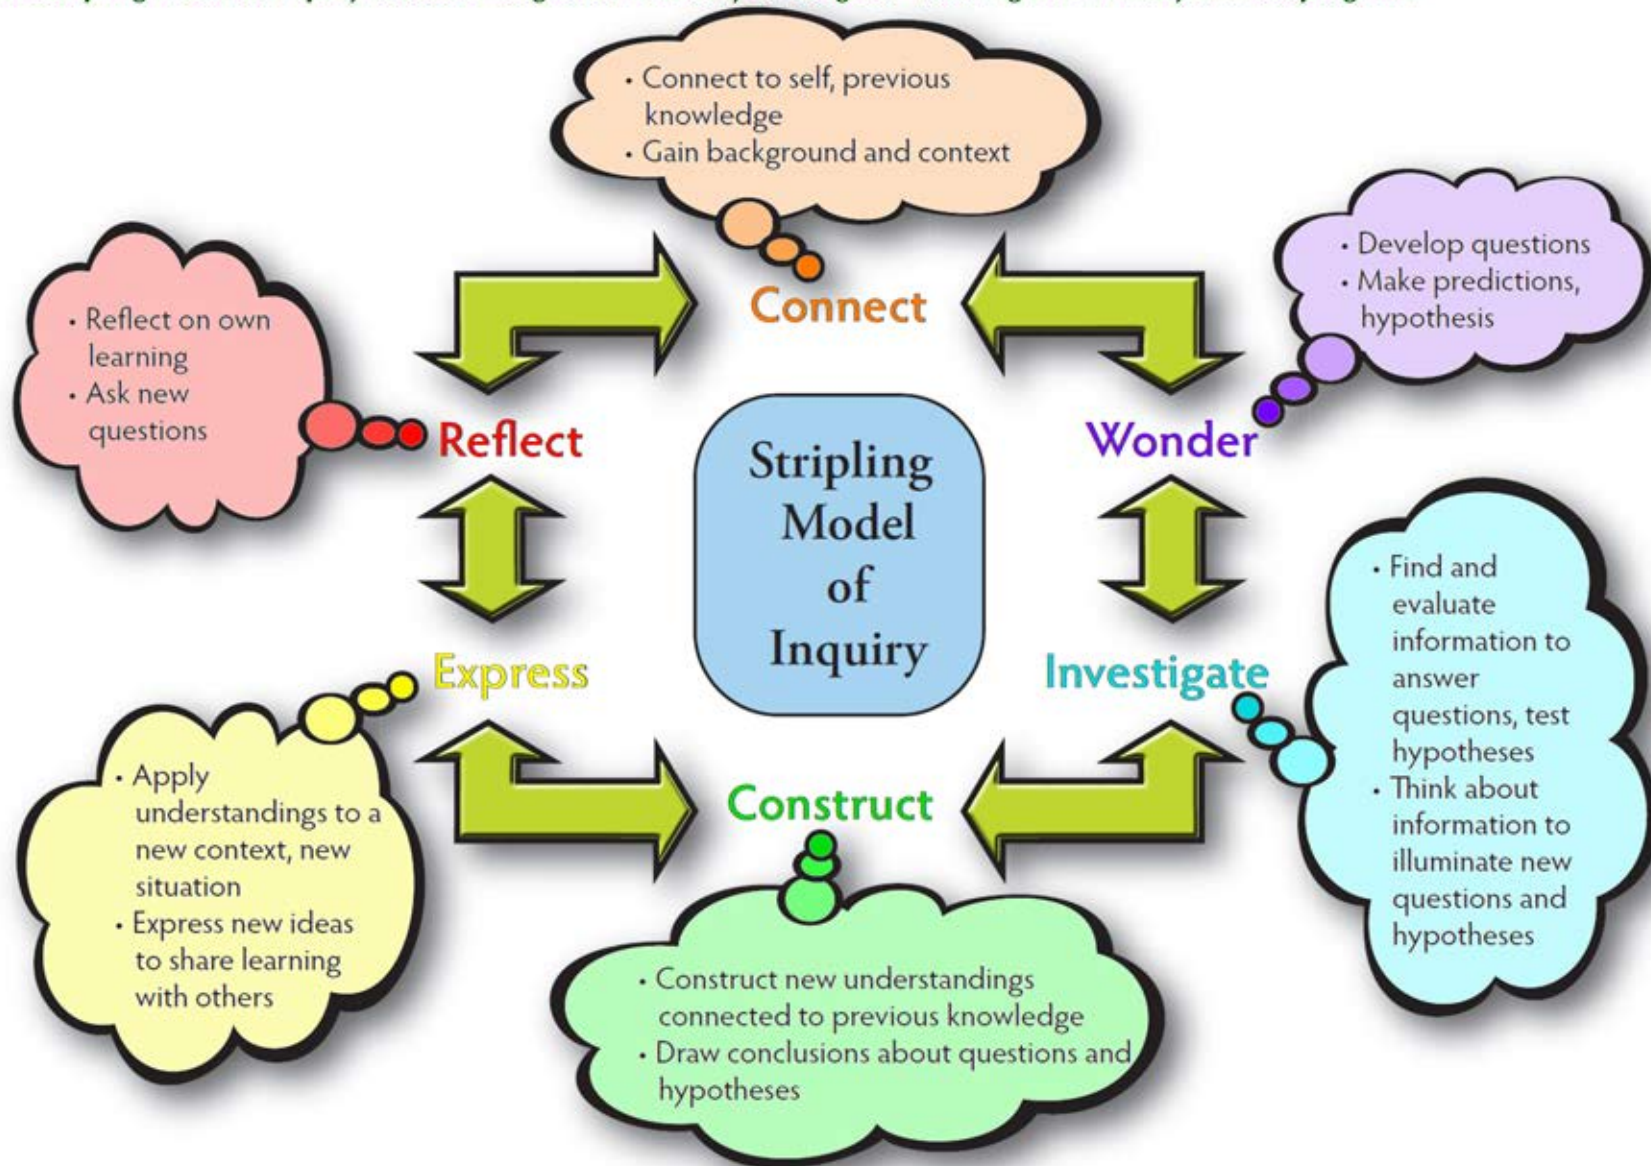 • Connect to self, previous
knowledge
• Gain background and context
Connect
• Develop questions
• Make predictions,
hypothesis
Wonder
• Find and
evaluate
information to
answer
questions, test
hypotheses
• Think about
information to
illuminate new
questions and
hypotheses
Investigate
Construct
• Construct new understandings
connected to previous knowledge
• Draw conclusions about questions and
hypotheses
Express
• Apply
understandings to a
new context, new
situation
• Express new ideas
to share learning
with others
Reflect
• Reflect on own
learning
• Ask new
questions
Stripling
Model
of
Inquiry